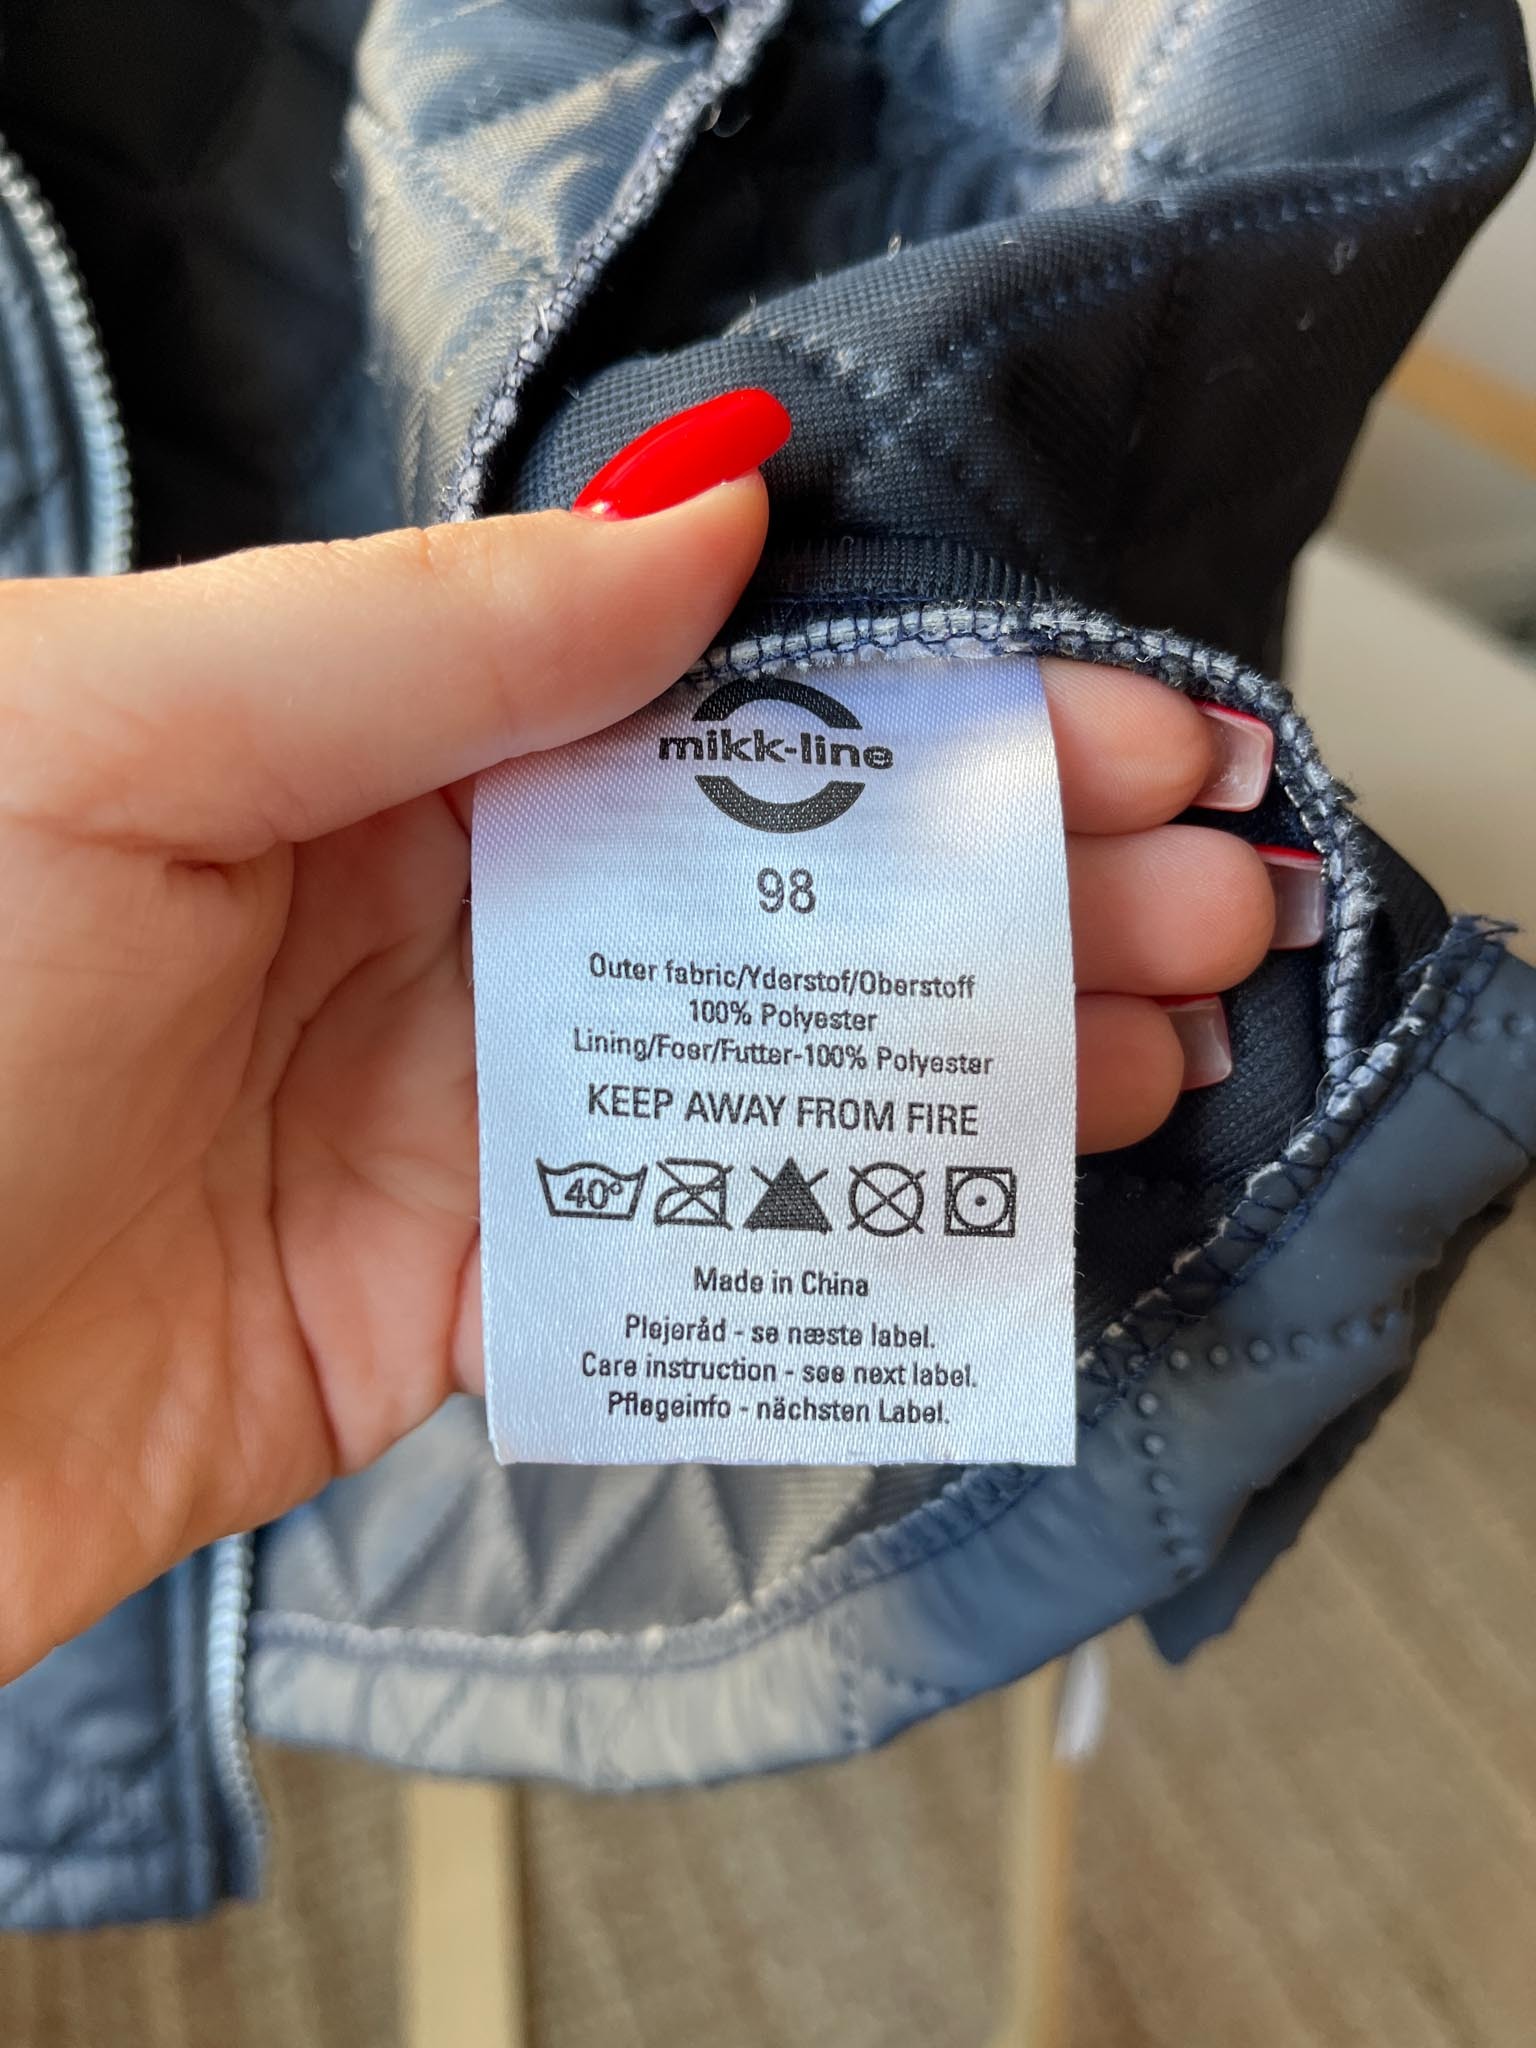 mikk-line
98
Outer fabric/Yderstof/Oberstoff
100% Polyester
Lining/Foer/Futter-100% Polyester
KEEP AWAY FROM FIRE
40°
Made in China
Plejeråd - se næste label.
Care instruction - see next label.
Pflegeinfo - nächsten Label.